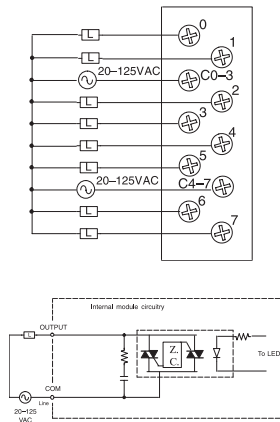 0
L
1
L
20–125VAC
C0–3
2
L
3
L
4
L
5
L
20–125VAC
C4–7
6
L
7
L
Internal module circuitry
OUTPUT
L
Z.
C.
To LED
COM
Line
20–125
VAC